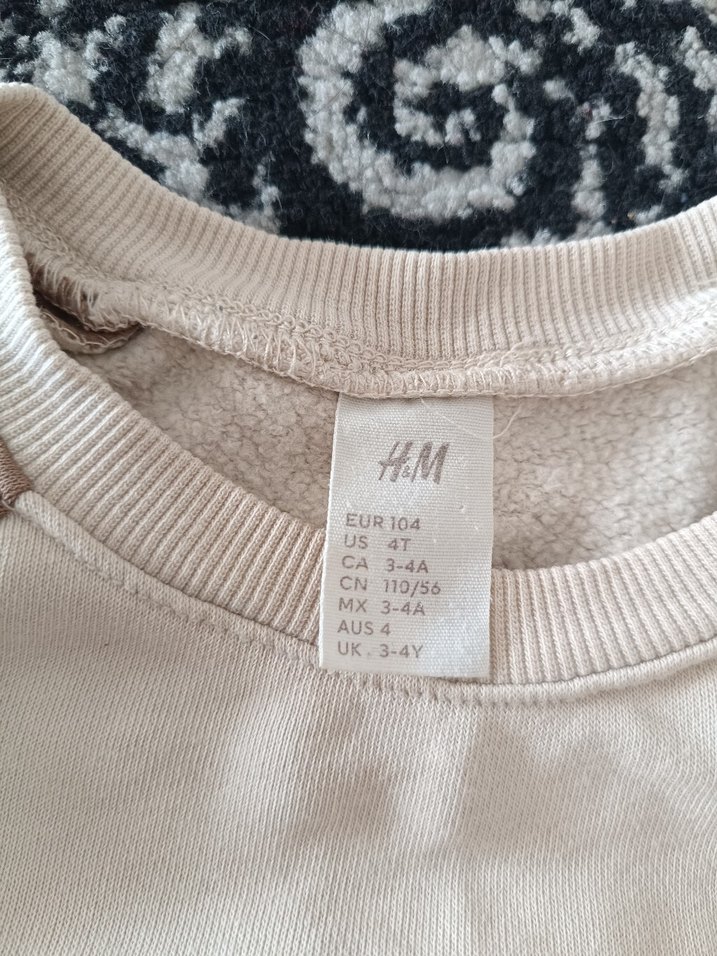 H&M
EUR 104
US 4T
CA 3-4A
CN 110/56
MX 3-4A
AUS 4
UK. 3-4Y